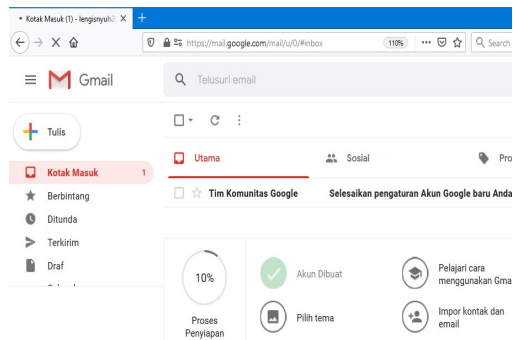 Kotak Masuk (1) - lengisnyuh2
https://mail.google.com/mail/u/0/#inbox
110%
Search
Gmail
Telusuri email
Tulis
Utama
Sosial
Pro
Kotak Masuk 1
Tim Komunitas Google Selesaikan pengaturan Akun Google baru Anda
Berbintang
Ditunda
Terkirim
Draf
10%
Proses
Penyiapan
Akun Dibuat
Pelajari cara
menggunakan Gma
Pilih tema
Impor kontak dan
email